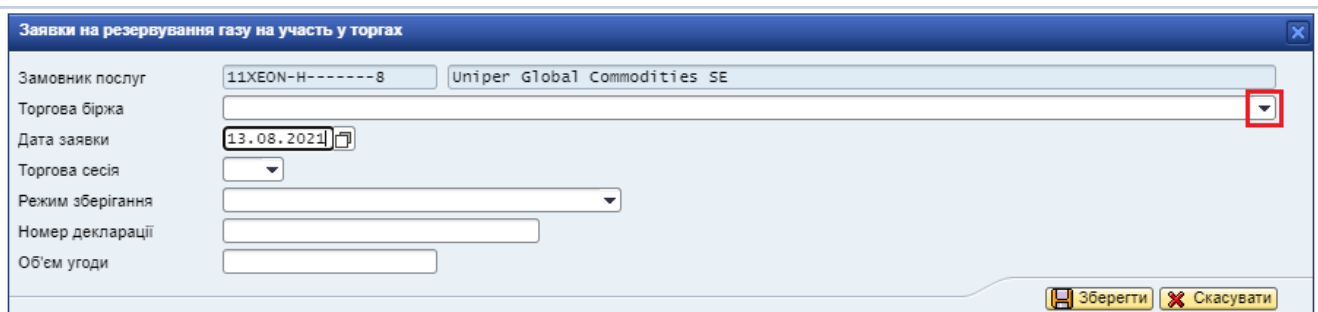 Заявки на резервування газу на участь у торгах
Замовник послуг 11XEON-H-------8 Uniper Global Commodities SE
Торгова біржа
Дата заявки 13.08.2021
Торгова сесія
Режим зберігання
Номер декларації
Об'єм угоди
Зберегти Скасувати